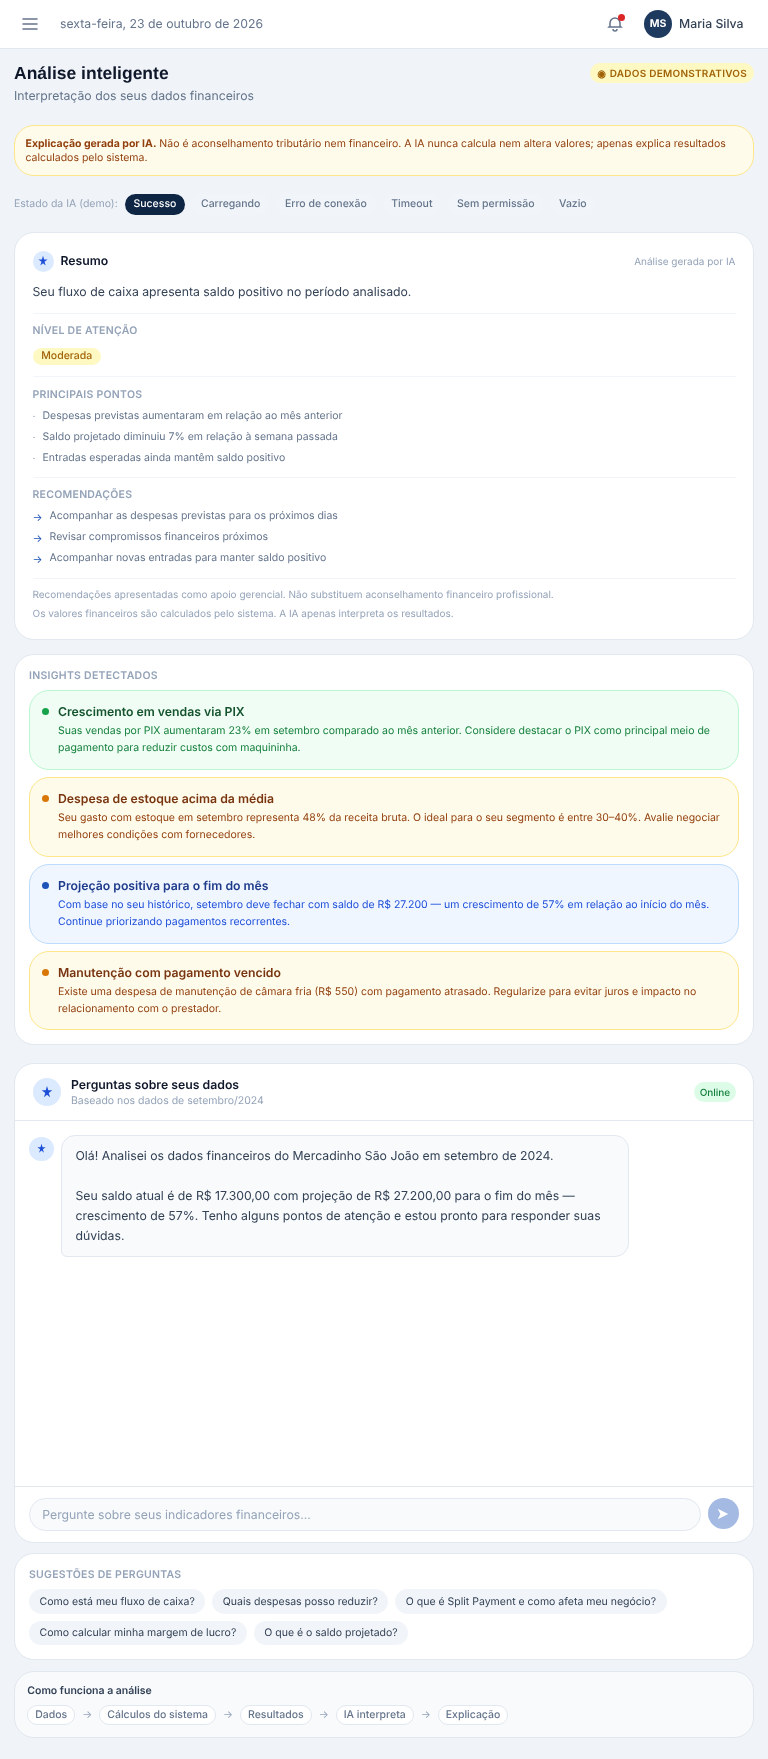 sexta-feira, 23 de outubro de 2026
MS Maria Silva
Análise inteligente
◉ DADOS DEMONSTRATIVOS
Interpretação dos seus dados financeiros
Explicação gerada por IA. Não é aconselhamento tributário nem financeiro. A IA nunca calcula nem altera valores; apenas explica resultados
calculados pelo sistema.
Estado da IA (demo): Sucesso Carregando Erro de conexão Timeout Sem permissão Vazio
Resumo
Análise gerada por IA
Seu fluxo de caixa apresenta saldo positivo no período analisado.
NÍVEL DE ATENÇÃO
Moderada
PRINCIPAIS PONTOS
· Despesas previstas aumentaram em relação ao mês anterior
· Saldo projetado diminuiu 7% em relação à semana passada
· Entradas esperadas ainda mantêm saldo positivo
RECOMENDAÇÕES
→ Acompanhar as despesas previstas para os próximos dias
→ Revisar compromissos financeiros próximos
→ Acompanhar novas entradas para manter saldo positivo
Recomendações apresentadas como apoio gerencial. Não substituem aconselhamento financeiro profissional.
Os valores financeiros são calculados pelo sistema. A IA apenas interpreta os resultados.
INSIGHTS DETECTADOS
Crescimento em vendas via PIX
Suas vendas por PIX aumentaram 23% em setembro comparado ao mês anterior. Considere destacar o PIX como principal meio de
pagamento para reduzir custos com maquininha.
Despesa de estoque acima da média
Seu gasto com estoque em setembro representa 48% da receita bruta. O ideal para o seu segmento é entre 30–40%. Avalie negociar
melhores condições com fornecedores.
Projeção positiva para o fim do mês
Com base no seu histórico, setembro deve fechar com saldo de R$ 27.200 — um crescimento de 57% em relação ao início do mês.
Continue priorizando pagamentos recorrentes.
Manutenção com pagamento vencido
Existe uma despesa de manutenção de câmara fria (R$ 550) com pagamento atrasado. Regularize para evitar juros e impacto no
relacionamento com o prestador.
Perguntas sobre seus dados
Baseado nos dados de setembro/2024
Online
Olá! Analisei os dados financeiros do Mercadinho São João em setembro de 2024.
Seu saldo atual é de R$ 17.300,00 com projeção de R$ 27.200,00 para o fim do mês —
crescimento de 57%. Tenho alguns pontos de atenção e estou pronto para responder suas
dúvidas.
Pergunte sobre seus indicadores financeiros...
SUGESTÕES DE PERGUNTAS
Como está meu fluxo de caixa? Quais despesas posso reduzir? O que é Split Payment e como afeta meu negócio?
Como calcular minha margem de lucro? O que é o saldo projetado?
Como funciona a análise
Dados → Cálculos do sistema → Resultados → IA interpreta → Explicação